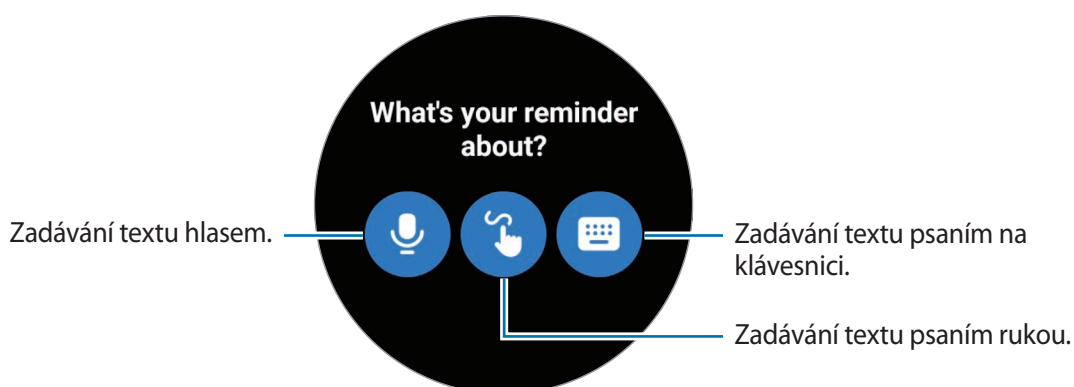 What's your reminder
about?
Zadávání textu hlasem.
Zadávání textu psaním na
klávesnici.
Zadávání textu psaním rukou.